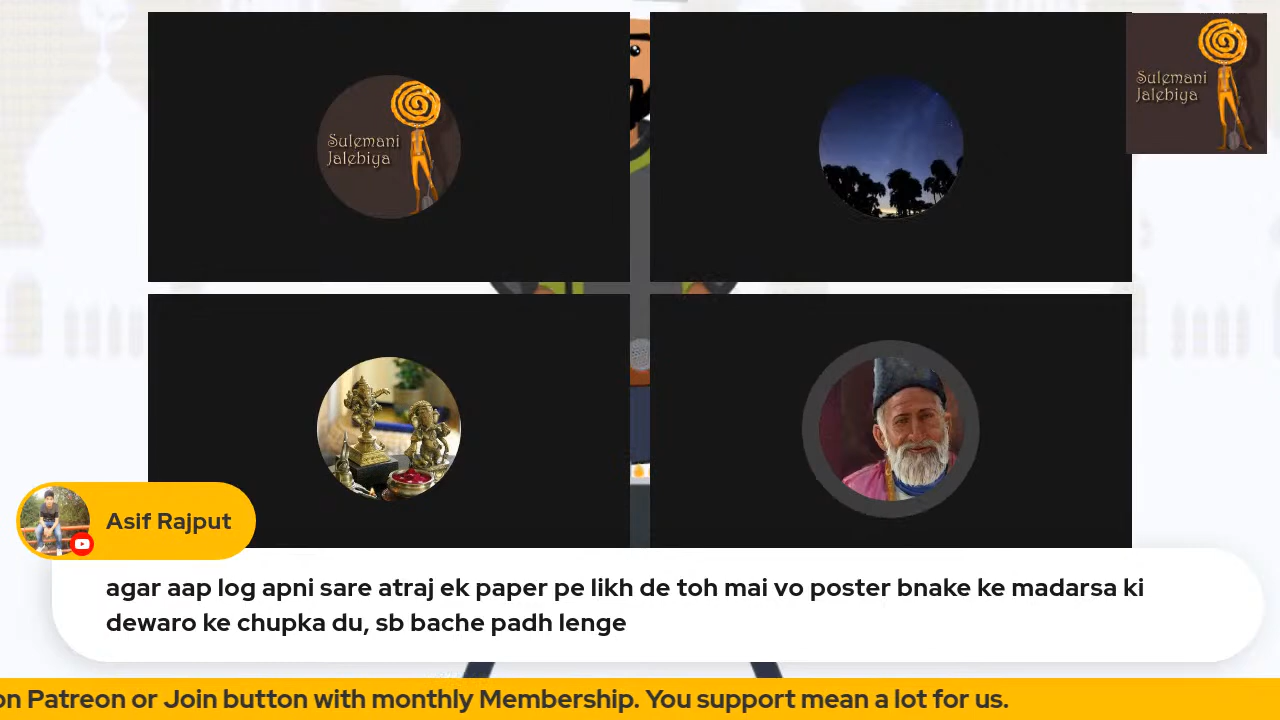 Sulemani
Jalebiya
Sulemani
Jalebiya
Asif Rajput
agar aap log apni sare atraj ek paper pe likh de toh mai vo poster bnake ke madarsa ki
dewaro ke chupka du, sb bache padh lenge
on Patreon or Join button with monthly Membership. You support mean a lot for us.